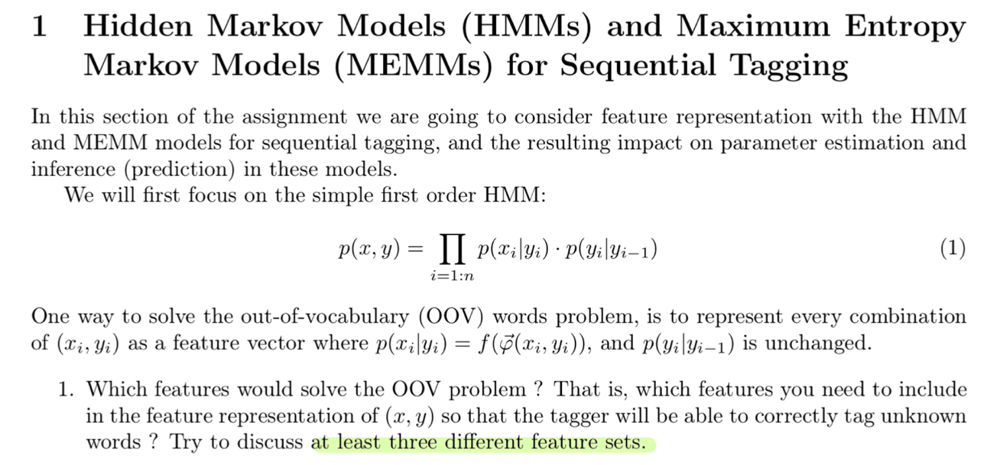 1 Hidden Markov Models (HMMs) and Maximum Entropy
Markov Models (MEMMs) for Sequential Tagging
In this section of the assignment we are going to consider feature representation with the HMM
and MEMM models for sequential tagging, and the resulting impact on parameter estimation and
inference (prediction) in these models.
We will first focus on the simple first order HMM:
p(x, y) = ∏_{i=1:n} p(x_i|y_i) · p(y_i|y_{i−1}) (1)
One way to solve the out-of-vocabulary (OOV) words problem, is to represent every combination
of (x_i, y_i) as a feature vector where p(x_i|y_i) = f(φ⃗(x_i, y_i)), and p(y_i|y_{i−1}) is unchanged.
1. Which features would solve the OOV problem ? That is, which features you need to include
in the feature representation of (x, y) so that the tagger will be able to correctly tag unknown
words ? Try to discuss at least three different feature sets.